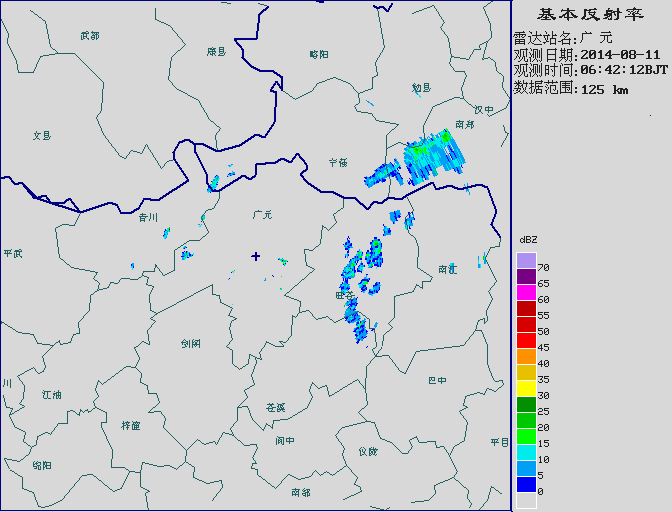 基本反射率
雷达站名:广 元
观测日期:2014-08-11
观测时间:06:42:12BJT
数据范围:125 km
武都
康县
略阳
勉县
汉中
南郑
文县
宁强
青川
广元
平武
南江
旺苍
剑阁
川
江油
巴中
苍溪
梓潼
阆中
平昌
仪陇
绵阳
南部
dBZ
70
65
60
55
50
45
40
35
30
25
20
15
10
5
0